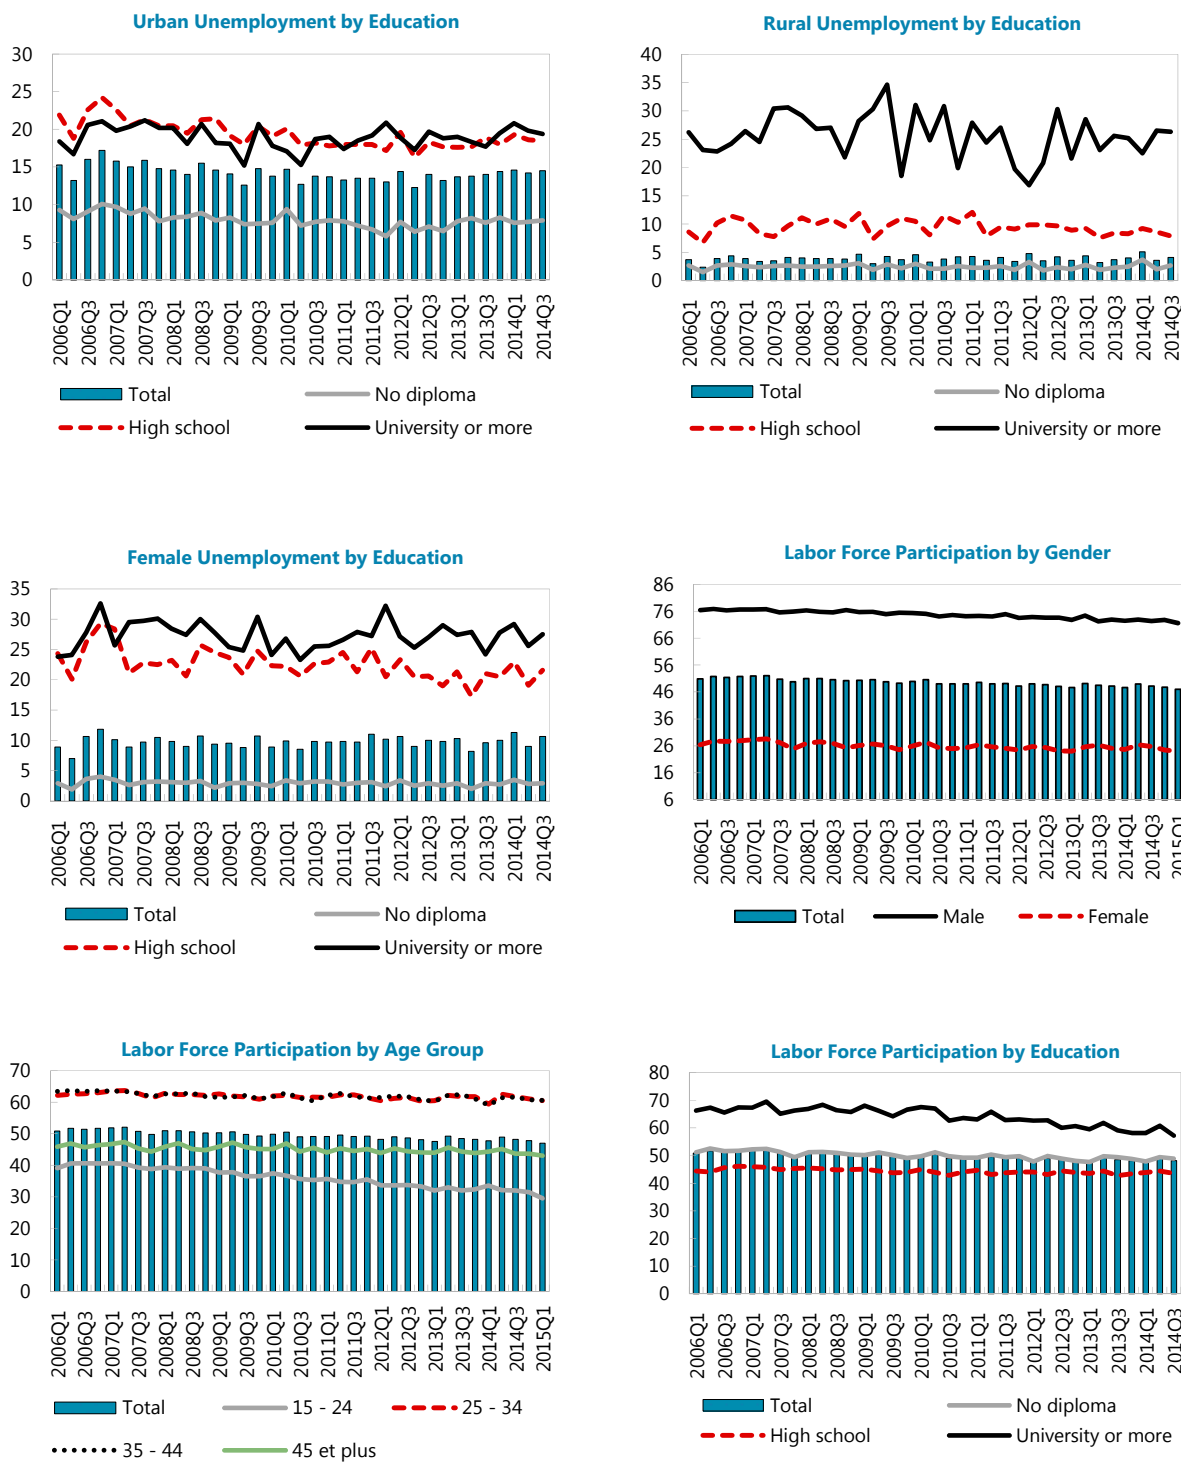 Urban Unemployment by Education
30
25
20
15
10
5
0
2006Q1 2006Q3 2007Q1 2007Q3 2008Q1 2008Q3 2009Q1 2009Q3 2010Q1 2010Q3 2011Q1 2011Q3 2012Q1 2012Q3 2013Q1 2013Q3 2014Q1 2014Q3
Total No diploma
High school University or more
Rural Unemployment by Education
40
35
30
25
20
15
10
5
0
2006Q1 2006Q3 2007Q1 2007Q3 2008Q1 2008Q3 2009Q1 2009Q3 2010Q1 2010Q3 2011Q1 2011Q3 2012Q1 2012Q3 2013Q1 2013Q3 2014Q1 2014Q3
Total No diploma
High school University or more
Female Unemployment by Education
35
30
25
20
15
10
5
0
2006Q1 2006Q3 2007Q1 2007Q3 2008Q1 2008Q3 2009Q1 2009Q3 2010Q1 2010Q3 2011Q1 2011Q3 2012Q1 2012Q3 2013Q1 2013Q3 2014Q1 2014Q3
Total No diploma
High school University or more
Labor Force Participation by Gender
86
76
66
56
46
36
26
16
6
2006Q1 2006Q3 2007Q1 2007Q3 2008Q1 2008Q3 2009Q1 2009Q3 2010Q1 2010Q3 2011Q1 2011Q3 2012Q1 2012Q3 2013Q1 2013Q3 2014Q1 2014Q3 2015Q1
Total Male Female
Labor Force Participation by Age Group
70
60
50
40
30
20
10
0
2006Q1 2006Q3 2007Q1 2007Q3 2008Q1 2008Q3 2009Q1 2009Q3 2010Q1 2010Q3 2011Q1 2011Q3 2012Q1 2012Q3 2013Q1 2013Q3 2014Q1 2014Q3 2015Q1
Total 15 - 24 25 - 34
35 - 44 45 et plus
Labor Force Participation by Education
80
70
60
50
40
30
20
10
0
2006Q1 2006Q3 2007Q1 2007Q3 2008Q1 2008Q3 2009Q1 2009Q3 2010Q1 2010Q3 2011Q1 2011Q3 2012Q1 2012Q3 2013Q1 2013Q3 2014Q1 2014Q3
Total No diploma
High school University or more